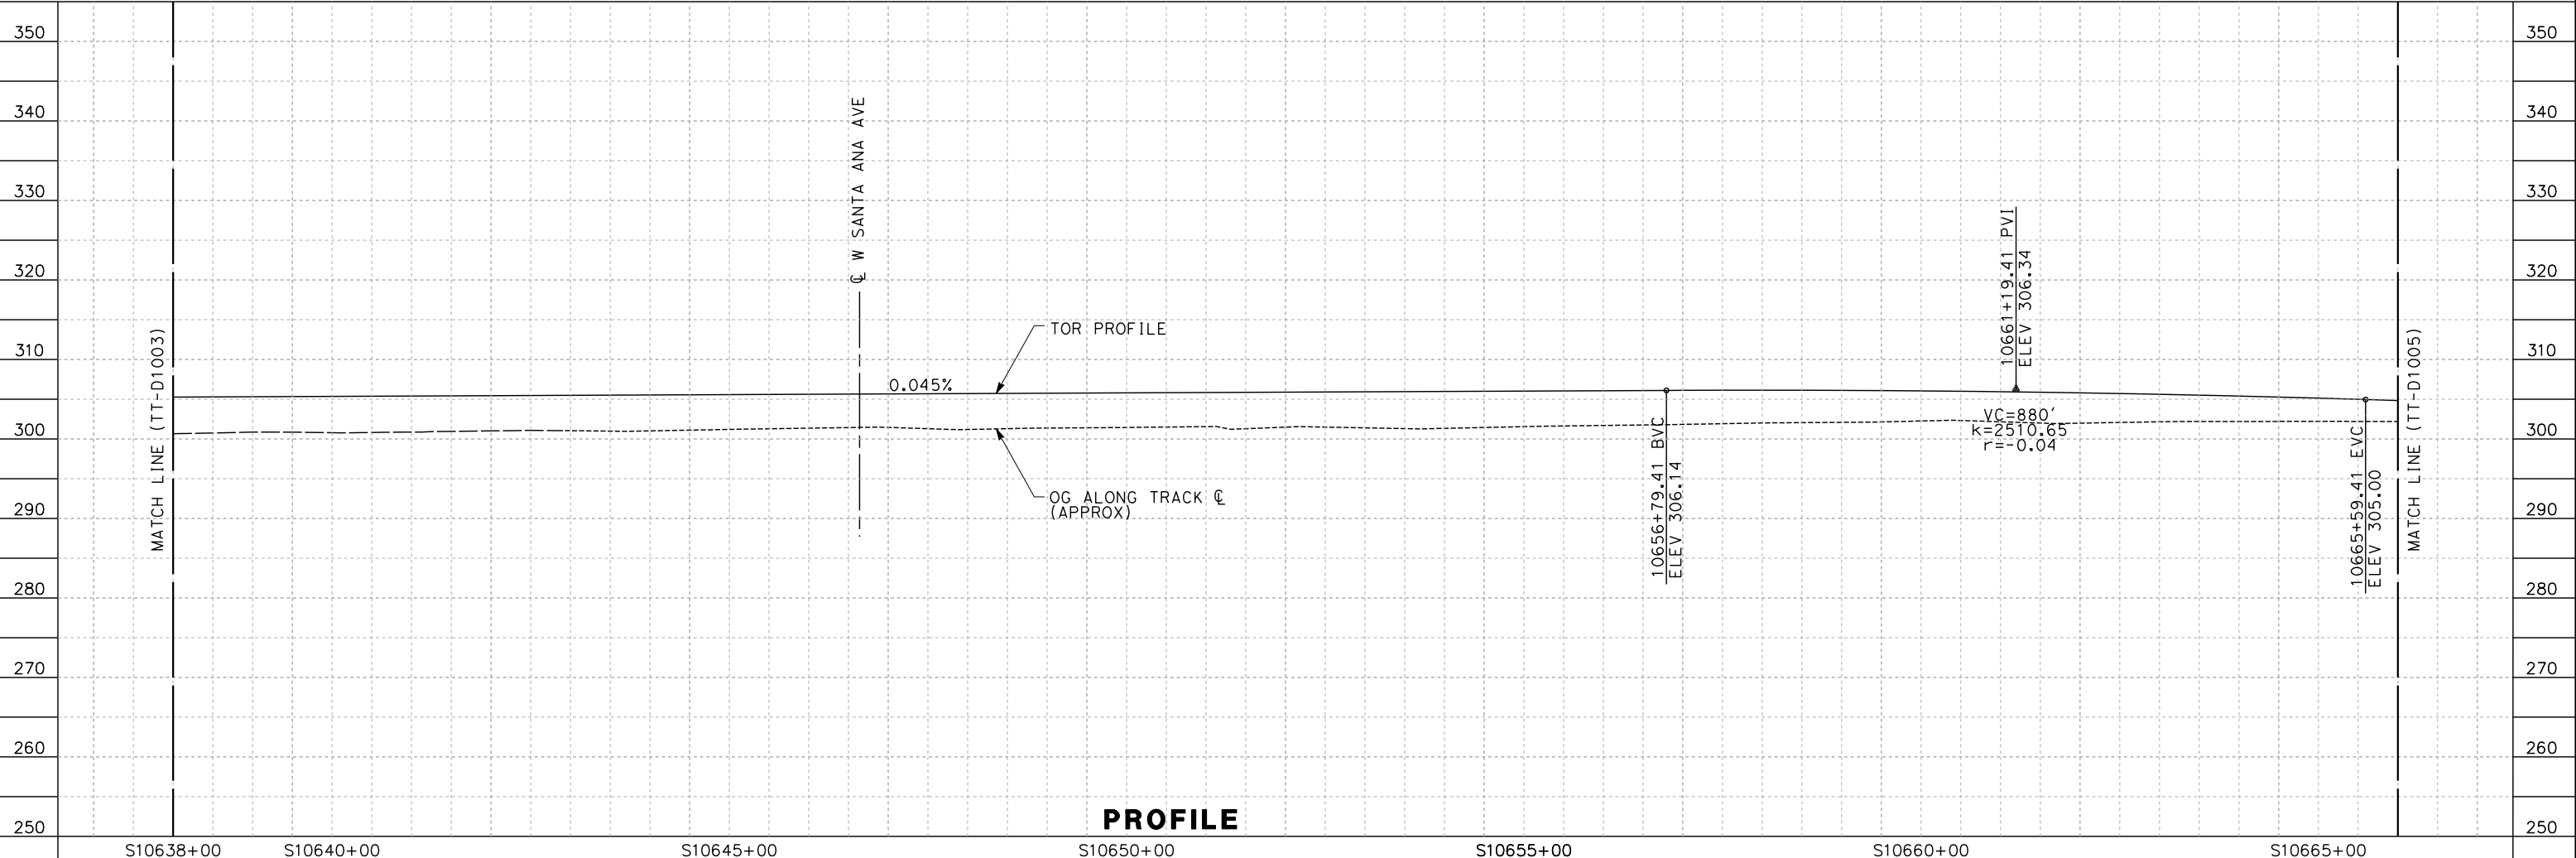 350
340
330
320
310
300
290
280
270
260
250
350
340
330
320
310
300
290
280
270
260
250
MATCH LINE (TT-D1003)
℄ W SANTA ANA AVE
0.045%
TOR PROFILE
OG ALONG TRACK ℄
(APPROX)
10656+79.41 BVC
ELEV 306.14
10661+19.41 PVI
ELEV 306.34
VC=880'
k=2510.65
r=-0.04
10665+59.41 EVC
ELEV 305.00
MATCH LINE (TT-D1005)
PROFILE
S10638+00
S10640+00
S10645+00
S10650+00
S10655+00
S10660+00
S10665+00